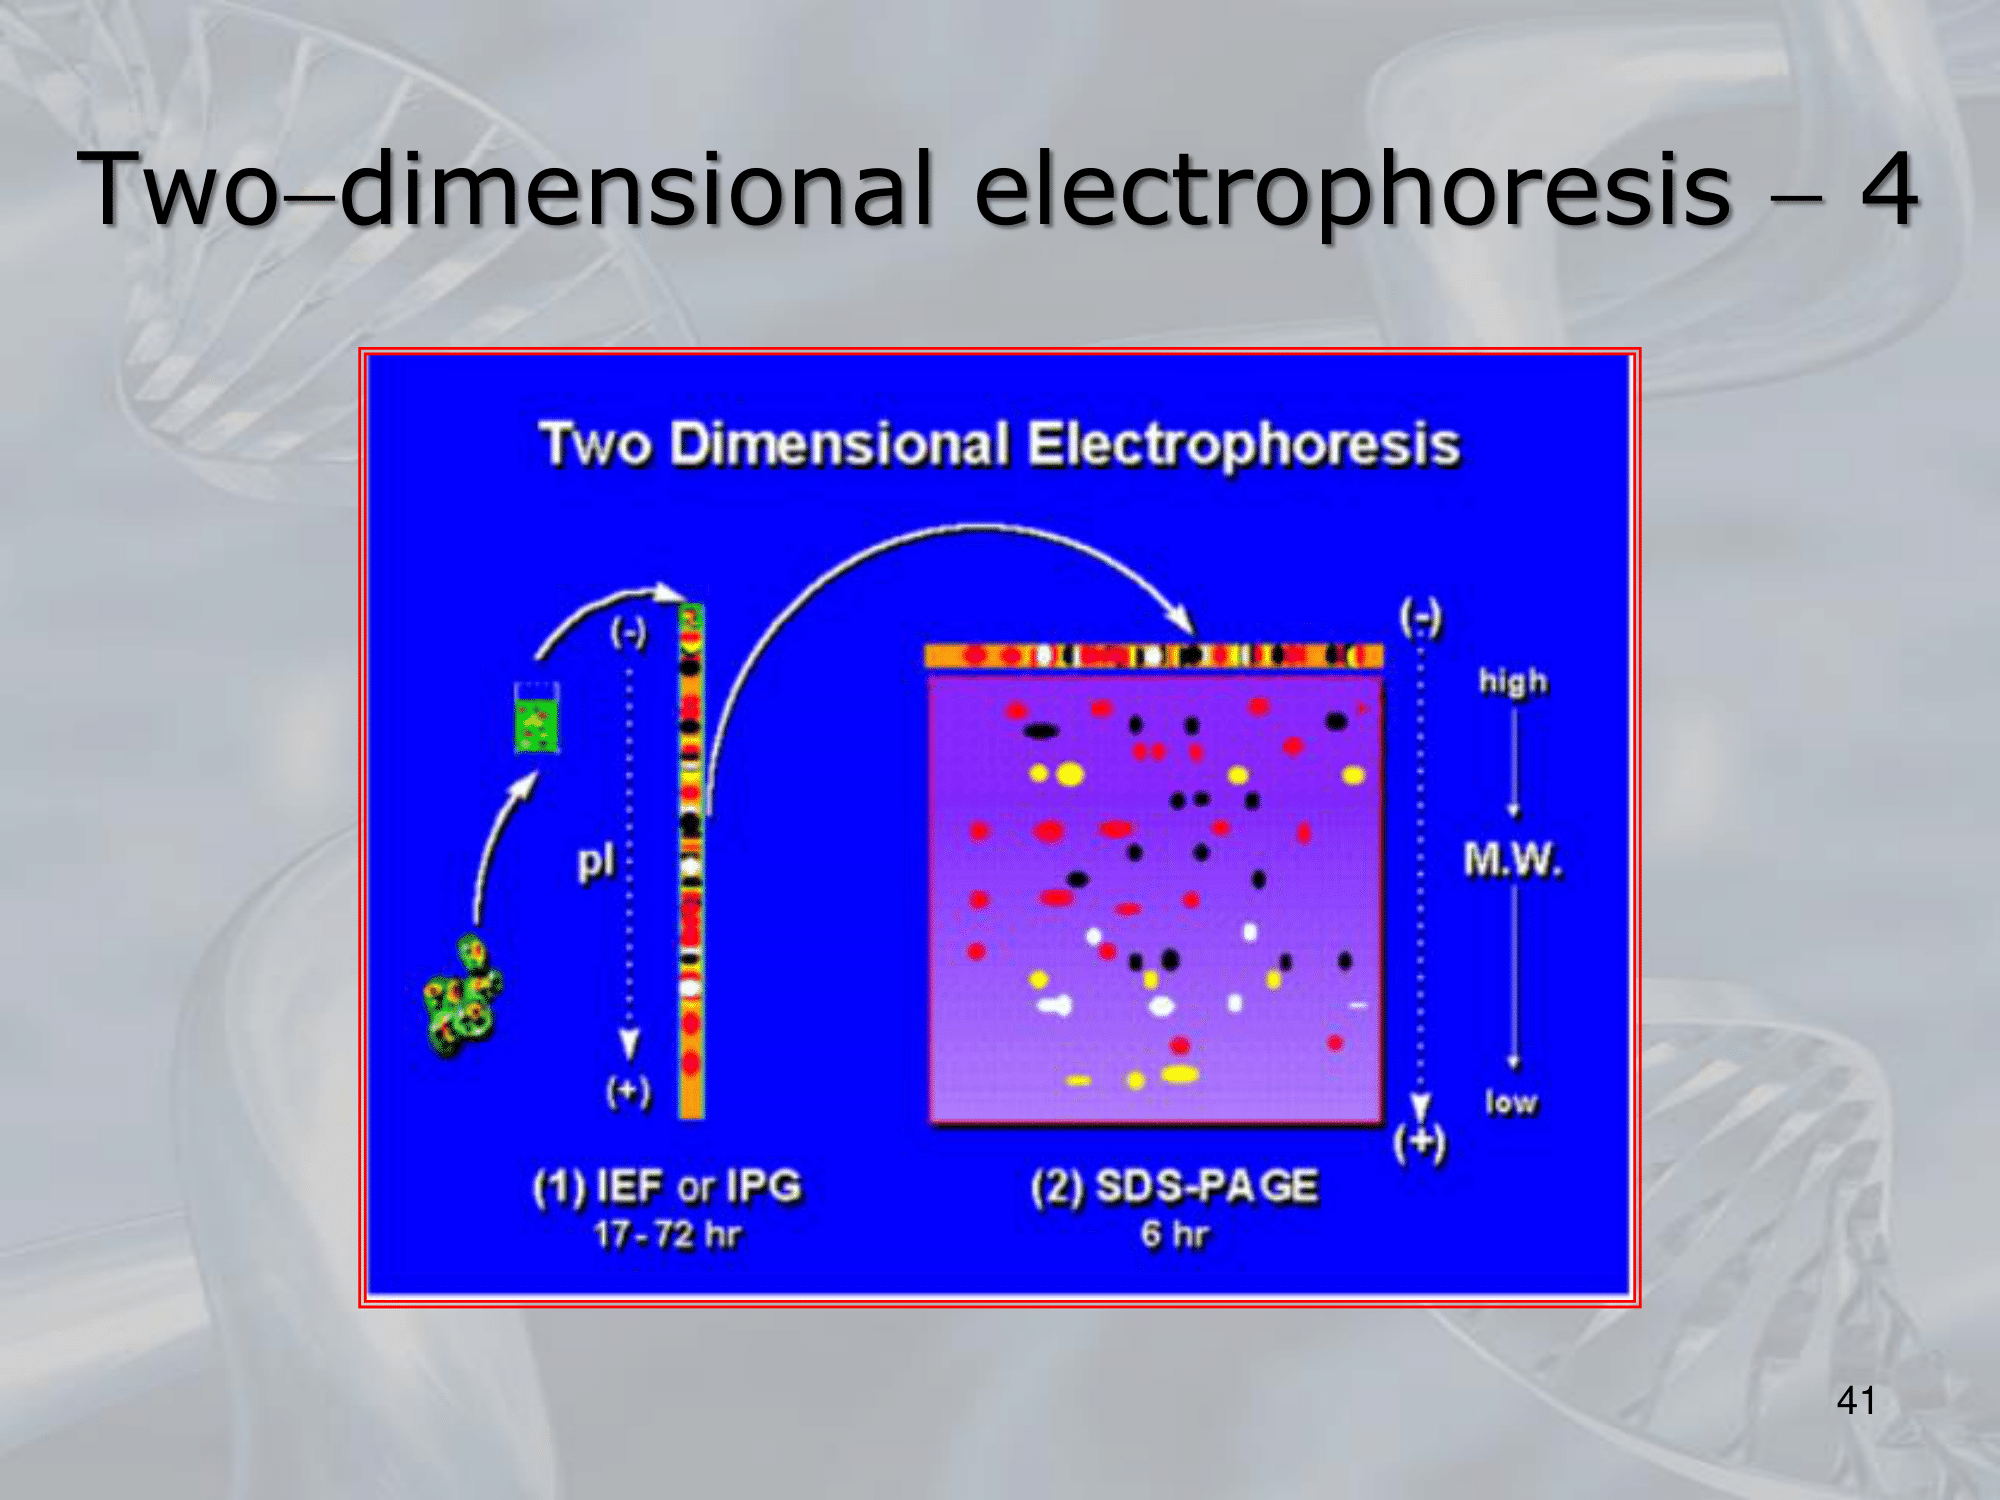 Two–dimensional electrophoresis – 4
Two Dimensional Electrophoresis
(-)
pI
(+)
(1) IEF or IPG
17-72 hr
(2) SDS-PAGE
6 hr
(-)
(+)
high
M.W.
low
41